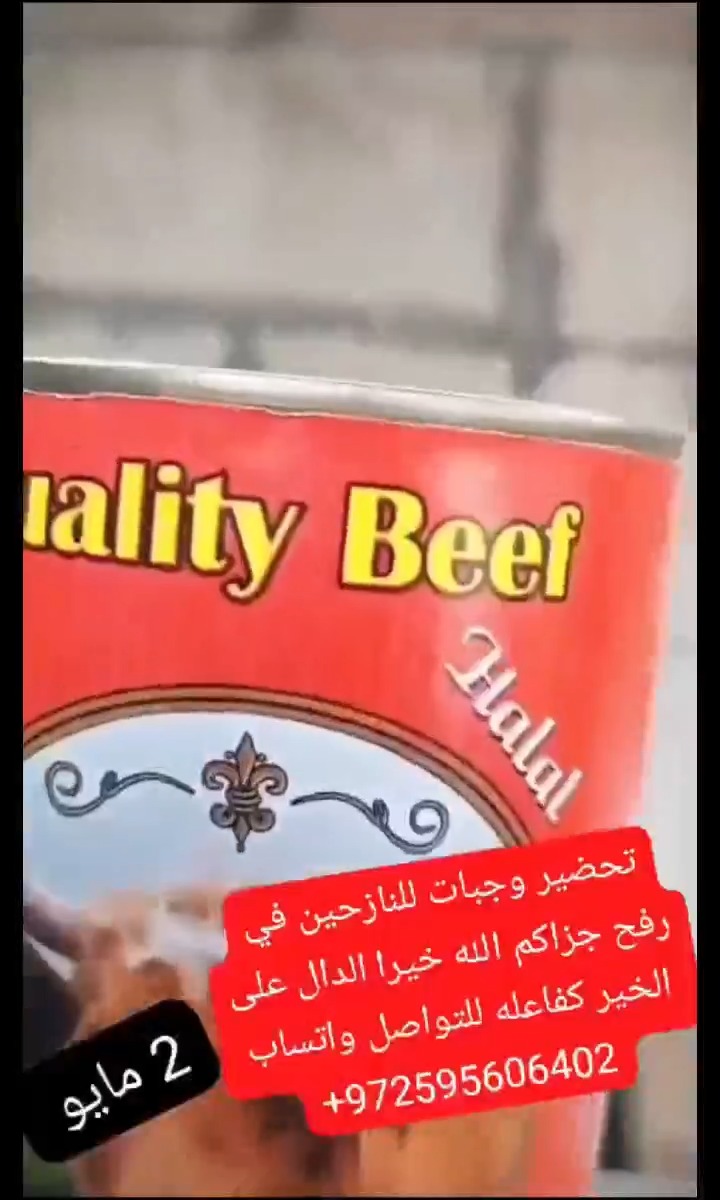 uality Beef
Halal
تحضير وجبات للنازحين في
رفح جزاكم الله خيرا الدال على
الخير كفاعله للتواصل واتساب
+972595606402
2 مايو